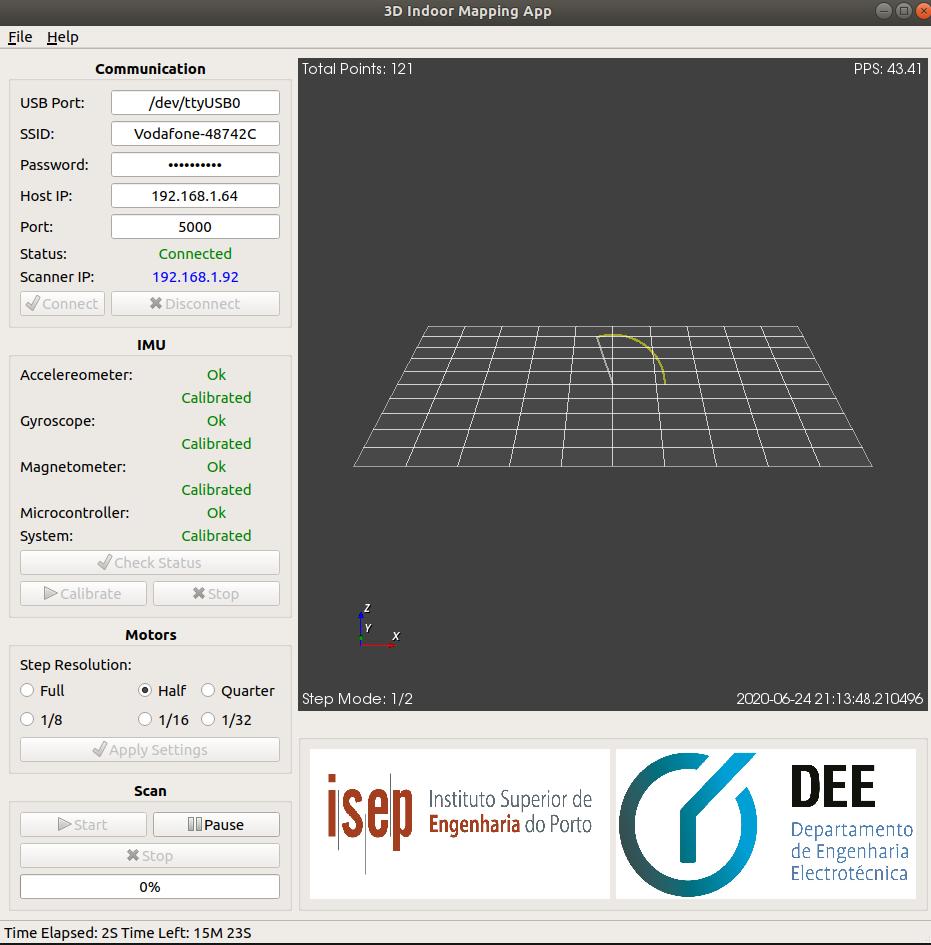 3D Indoor Mapping App
File Help
Communication
USB Port: /dev/ttyUSB0
SSID: Vodafone-48742C
Password: ••••••••••
Host IP: 192.168.1.64
Port: 5000
Status: Connected
Scanner IP: 192.168.1.92
Connect Disconnect
IMU
Accelereometer: Ok
Calibrated
Gyroscope: Ok
Calibrated
Magnetometer: Ok
Calibrated
Microcontroller: Ok
System: Calibrated
Check Status
Calibrate Stop
Motors
Step Resolution:
Full Half Quarter
1/8 1/16 1/32
Apply Settings
Scan
Start Pause
Stop
0%
Total Points: 121 PPS: 43.41
Z
Y
X
Step Mode: 1/2 2020-06-24 21:13:48.210496
isep
Instituto Superior de
Engenharia do Porto
DEE
Departamento
de Engenharia
Electrotécnica
Time Elapsed: 2S Time Left: 15M 23S